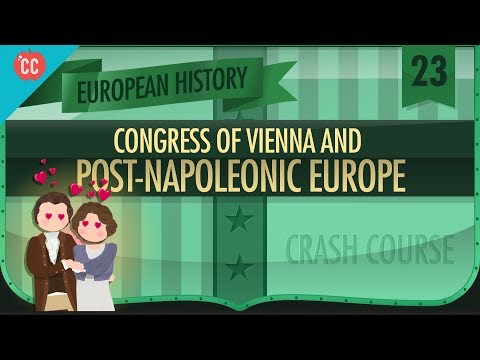 CC
EUROPEAN HISTORY
23
CONGRESS OF VIENNA AND
POST-NAPOLEONIC EUROPE
CRASH COURSE